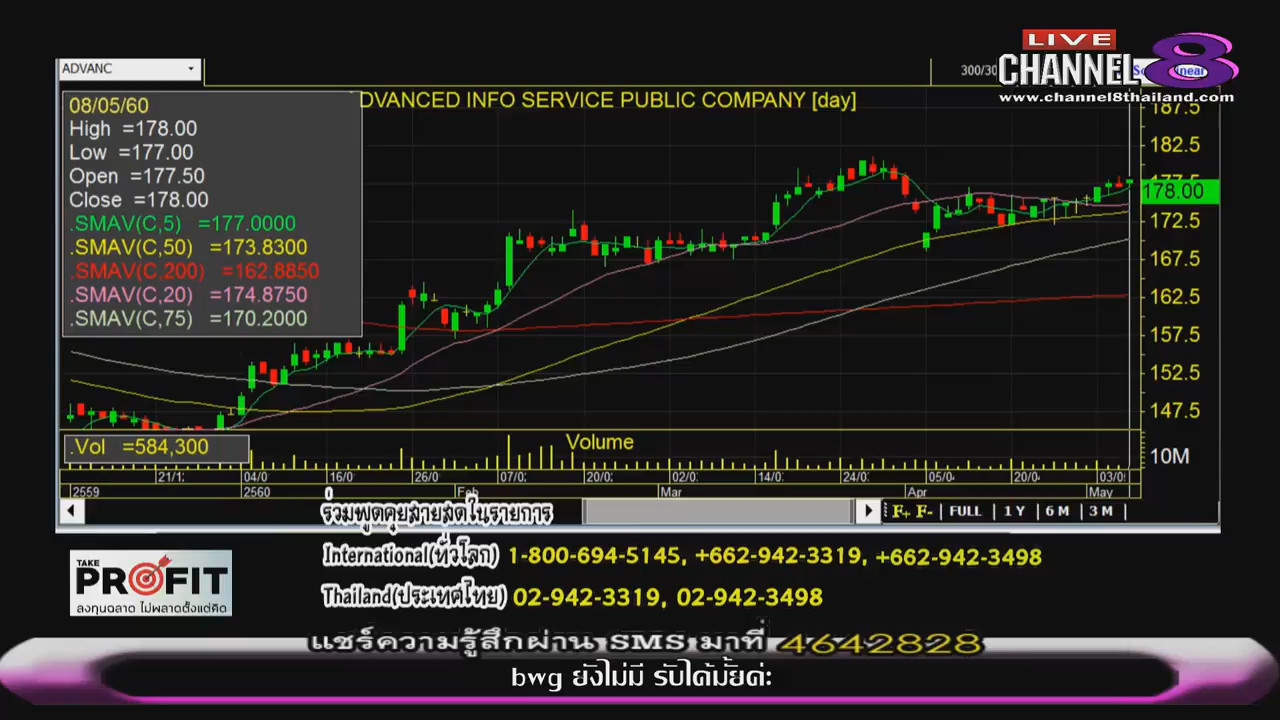 LIVE
CHANNEL 8
www.channel8thailand.com
ADVANC
300/30
DVANCED INFO SERVICE PUBLIC COMPANY [day]
08/05/60
High =178.00
Low =177.00
Open =177.50
Close =178.00
.SMAV(C,5) =177.0000
.SMAV(C,50) =173.8300
.SMAV(C,200) =162.8850
.SMAV(C,20) =174.8750
.SMAV(C,75) =170.2000
187.5
182.5
177.5
178.00
172.5
167.5
162.5
157.5
152.5
147.5
.Vol =584,300
Volume
10M
21/1 04/0 16/0 26/0 07/0 20/0 02/0 14/0 24/0 05/0 20/0 03/0
2559 2560 Feb Mar Apr May
F+ F- FULL 1 Y 6 M 3 M
ร่วมพูดคุยสายสดในรายการ
International(ทั่วโลก) 1-800-694-5145, +662-942-3319, +662-942-3498
Thailand(ประเทศไทย) 02-942-3319, 02-942-3498
TAKE
PROFIT
ลงทุนฉลาด ไม่พลาดตั้งแต่คิด
แชร์ความรู้สึกผ่าน SMS มาที่ 4642828
bwg ยังไม่มี รับได้มั้ยค่ะ